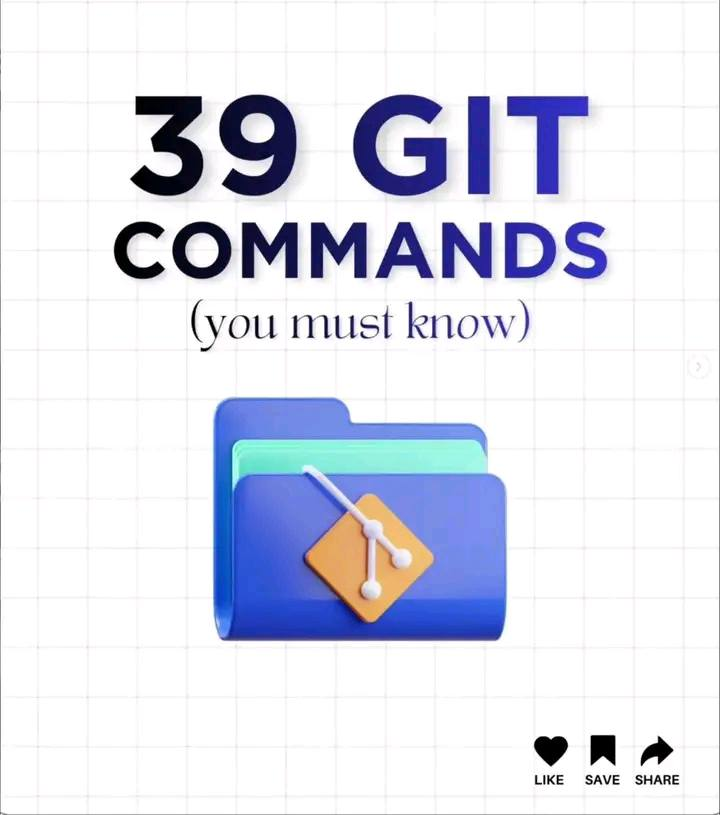 39 GIT
COMMANDS
(you must know)
LIKE SAVE SHARE